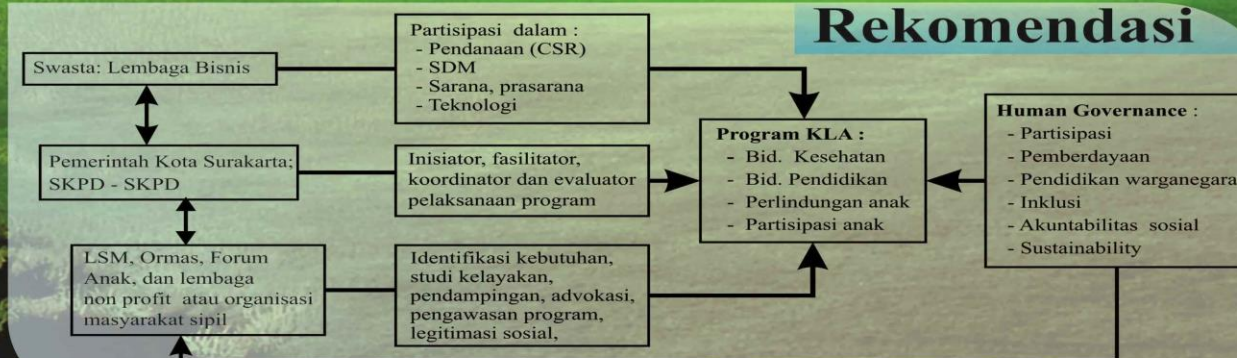 Rekomendasi
Swasta: Lembaga Bisnis
Partisipasi dalam :
- Pendanaan (CSR)
- SDM
- Sarana, prasarana
- Teknologi
Pemerintah Kota Surakarta;
SKPD - SKPD
Inisiator, fasilitator,
koordinator dan evaluator
pelaksanaan program
LSM, Ormas, Forum
Anak, dan lembaga
non profit atau organisasi
masyarakat sipil
Identifikasi kebutuhan,
studi kelayakan,
pendampingan, advokasi,
pengawasan program,
legitimasi sosial,
Program KLA :
- Bid. Kesehatan
- Bid. Pendidikan
- Perlindungan anak
- Partisipasi anak
Human Governance :
- Partisipasi
- Pemberdayaan
- Pendidikan warganegara
- Inklusi
- Akuntabilitas sosial
- Sustainability